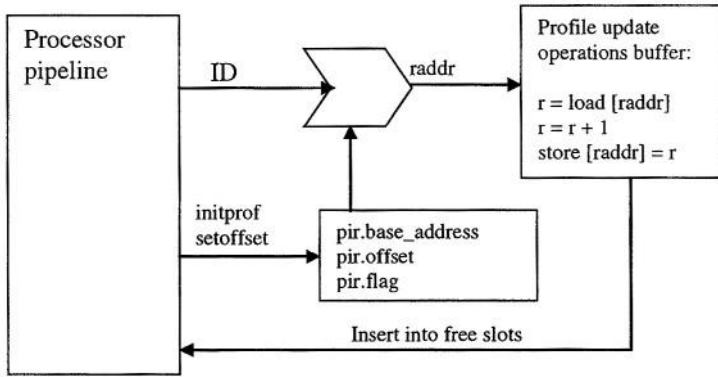 Processor
pipeline
ID
raddr
Profile update
operations buffer:
r = load [raddr]
r = r + 1
store [raddr] = r
initprof
setoffset
pir.base_address
pir.offset
pir.flag
Insert into free slots